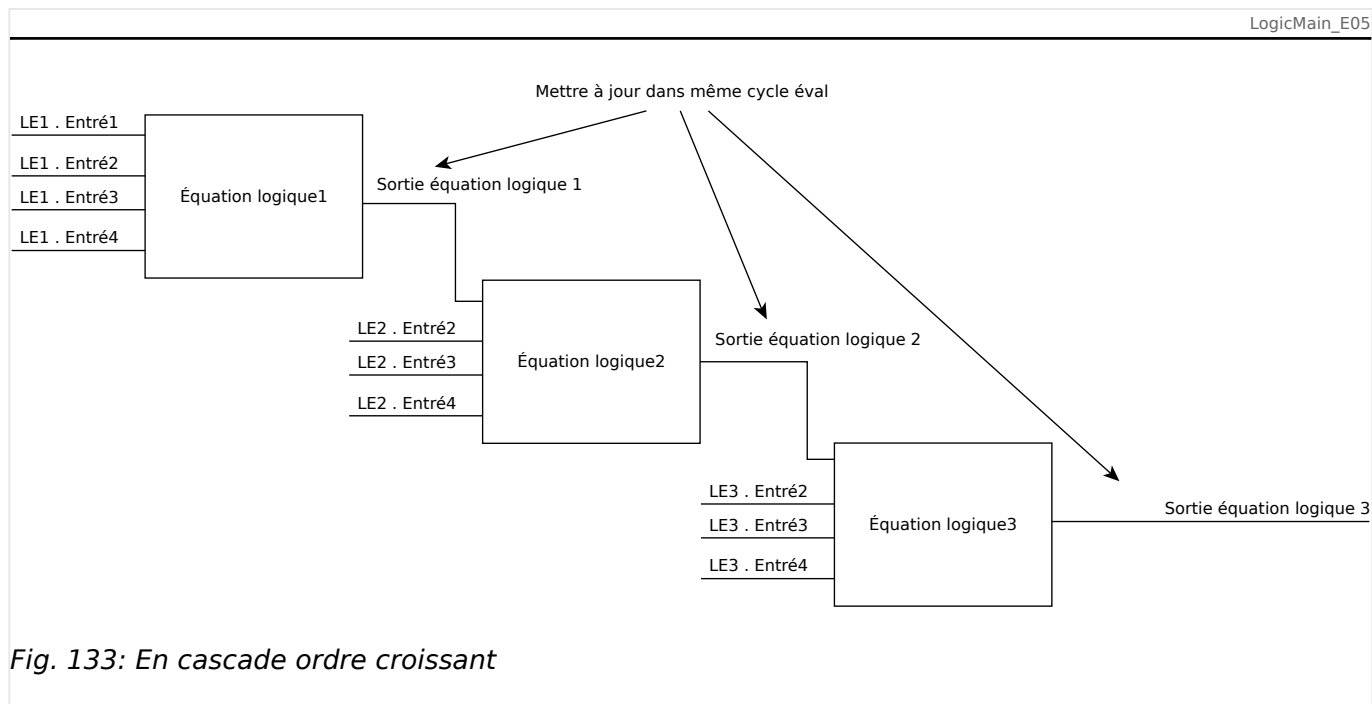 LogicMain_E05
Mettre à jour dans même cycle éval
LE1 . Entré1
LE1 . Entré2
LE1 . Entré3
LE1 . Entré4
Équation logique1
Sortie équation logique 1
LE2 . Entré2
LE2 . Entré3
LE2 . Entré4
Équation logique2
Sortie équation logique 2
LE3 . Entré2
LE3 . Entré3
LE3 . Entré4
Équation logique3
Sortie équation logique 3
Fig. 133: En cascade ordre croissant